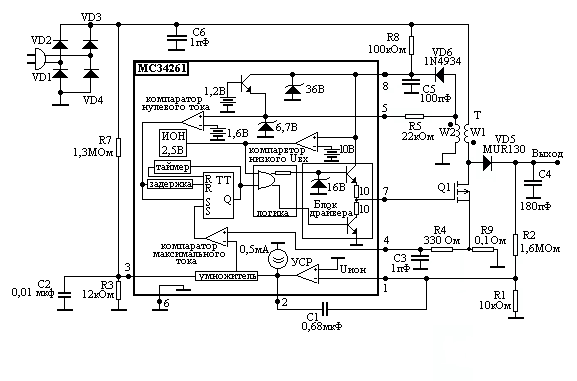 VD3
VD2
VD1
VD4
C6
1пФ
R8
100кОм
VD6
1N4934
МС34261
8
C5
100пФ
1,2В
36В
компаратор
нулевого тока
6,7В
1,6В
5
R5
22кОм
W2
W1
T
R7
1,3МОм
ИОН
2,5В
компаретор
низкого Uвх
10В
VD5
MUR130
Выход
таймер
задержка
R
R
S
S
TT
Q
логика
16В
Блок
драйвера
10
10
7
Q1
C4
180пФ
компаратор
максимального
тока
0,5мА
УСР
Uион
4
R4
330 Ом
R9
0,1Ом
R2
1,6МОм
C3
1пФ
3
умножитель
1
C2
0,01 мкф
R3
12кОм
6
2
C1
0,68мкФ
R1
10кОм